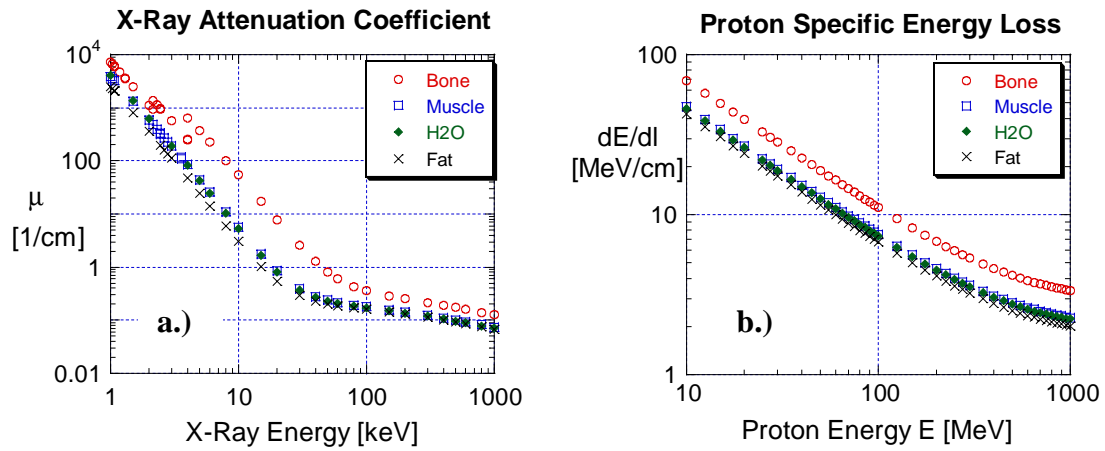 X-Ray Attenuation Coefficient
10⁴
100
1
0.01
μ
[1/cm]
Bone
Muscle
H2O
Fat
a.)
1
10
100
1000
X-Ray Energy [keV]
Proton Specific Energy Loss
100
10
1
dE/dl
[MeV/cm]
Bone
Muscle
H2O
Fat
b.)
10
100
1000
Proton Energy E [MeV]